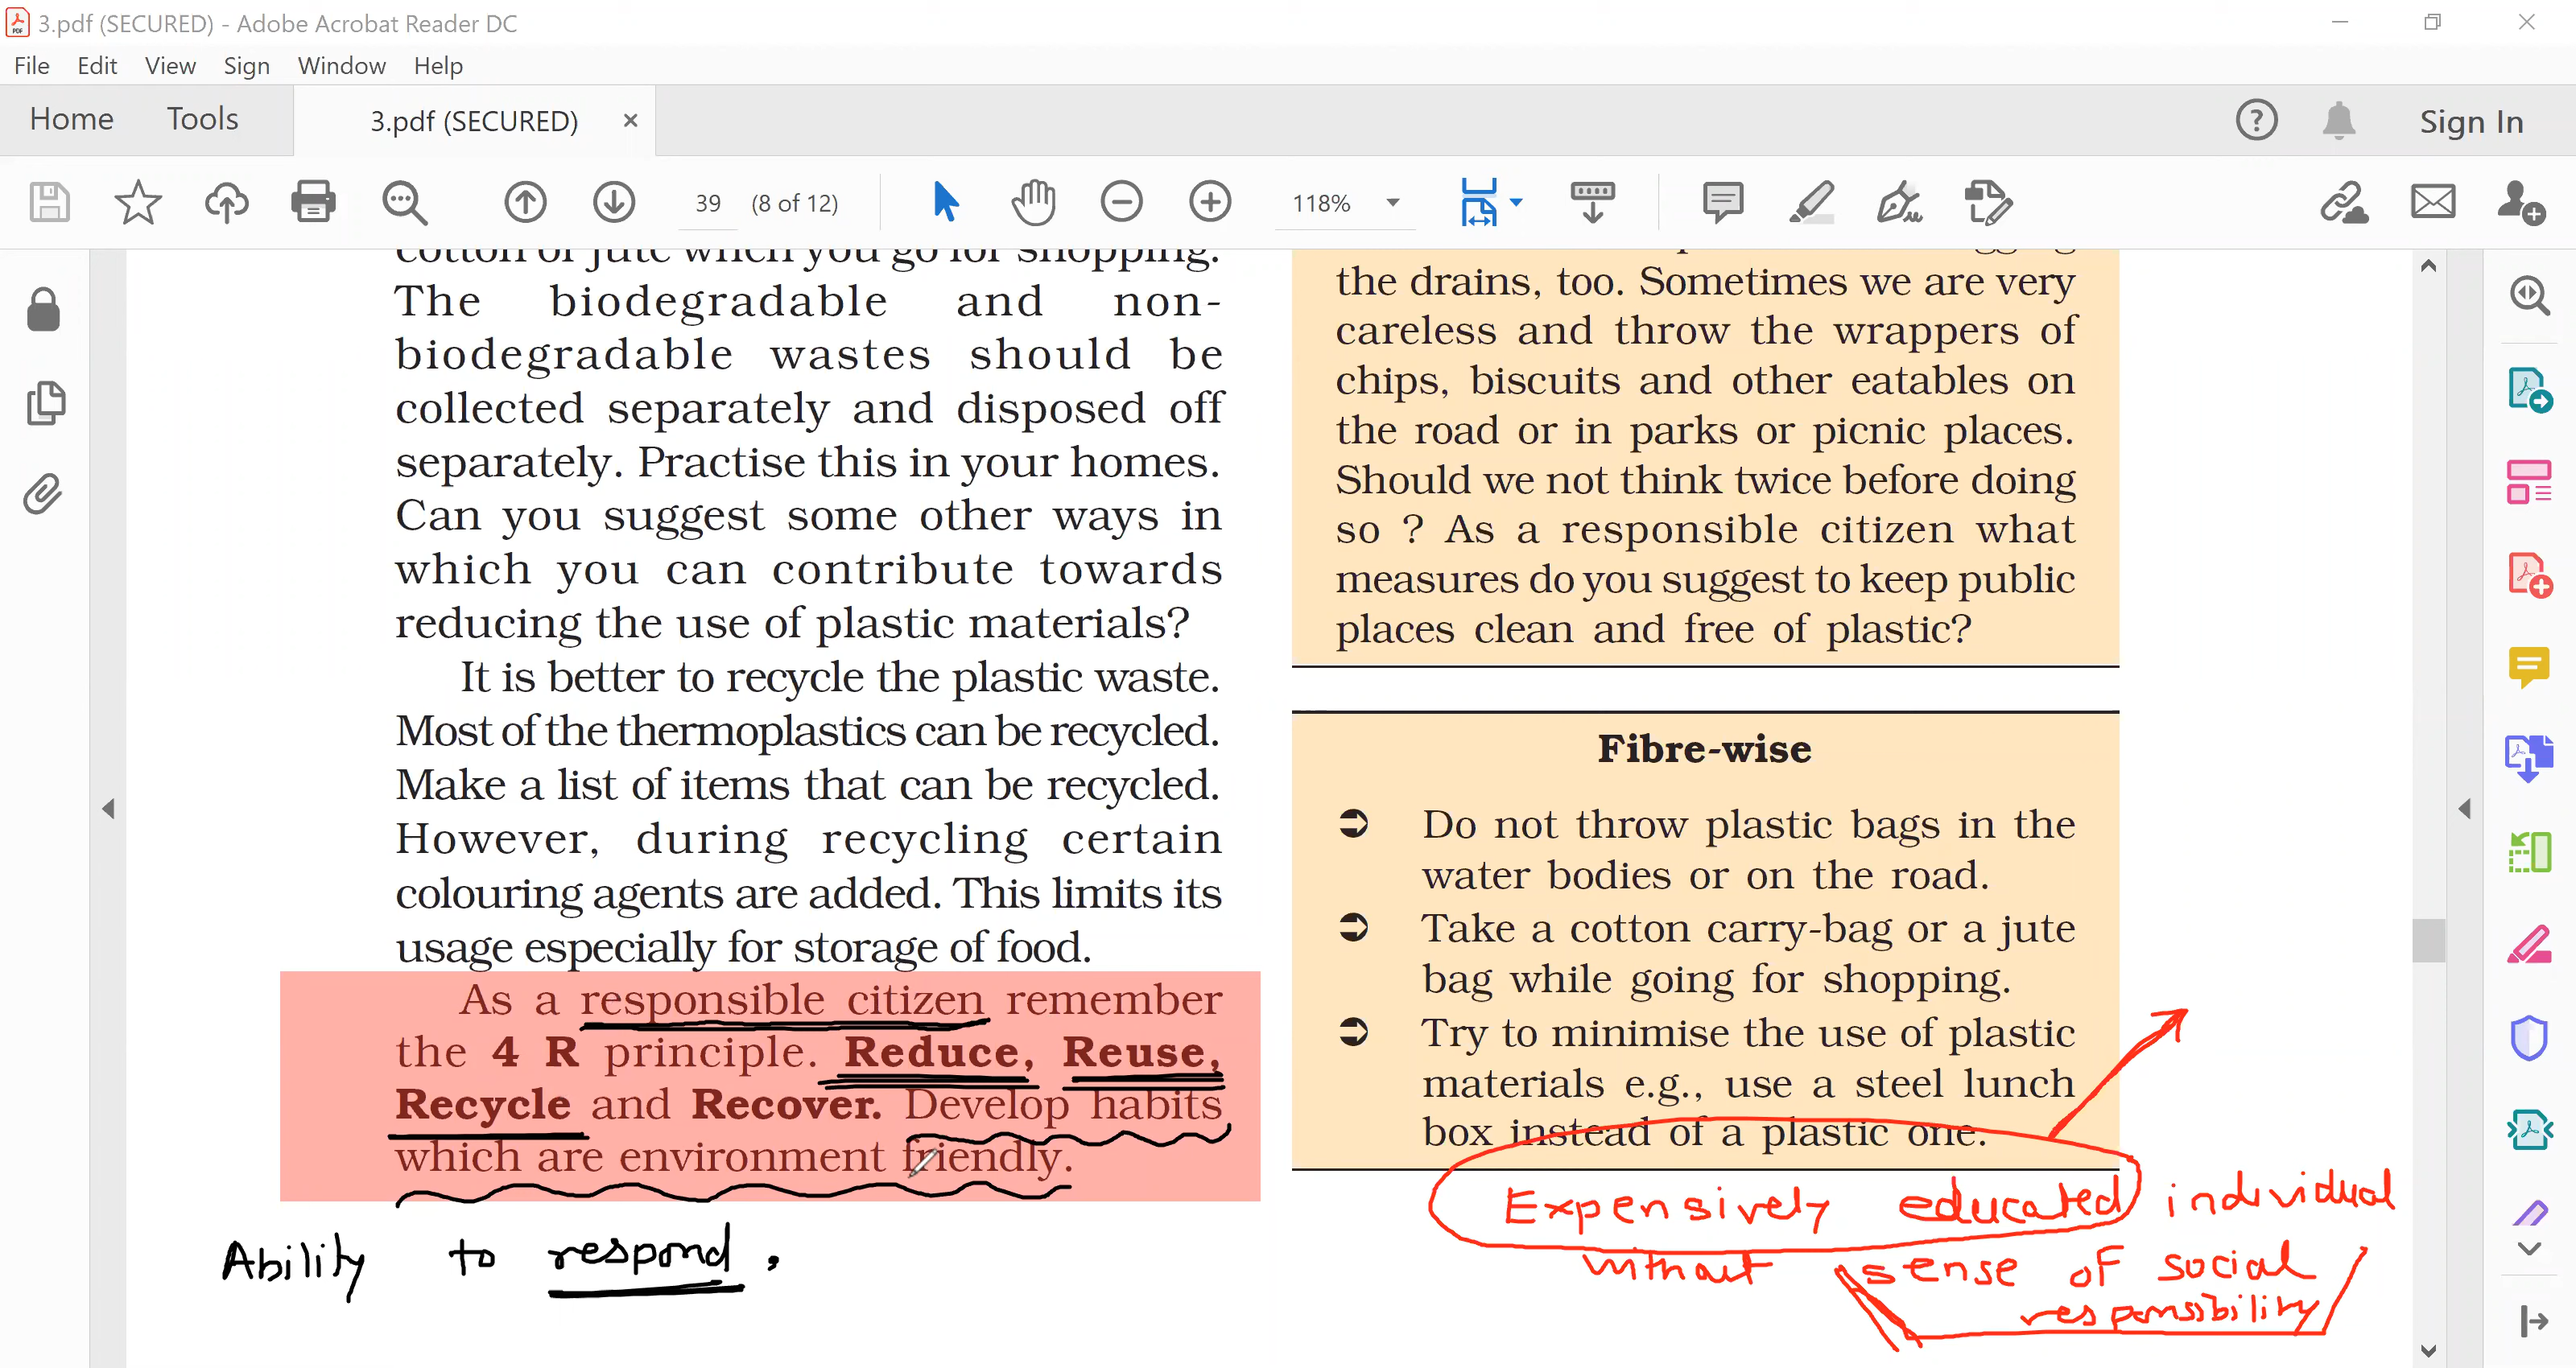 3.pdf (SECURED) - Adobe Acrobat Reader DC
File Edit View Sign Window Help
Home Tools 3.pdf (SECURED) × Sign In
39 (8 of 12) 118%
cotton or jute when you go for shopping.
The biodegradable and non-
biodegradable wastes should be
collected separately and disposed off
separately. Practise this in your homes.
Can you suggest some other ways in
which you can contribute towards
reducing the use of plastic materials?
It is better to recycle the plastic waste.
Most of the thermoplastics can be recycled.
Make a list of items that can be recycled.
However, during recycling certain
colouring agents are added. This limits its
usage especially for storage of food.
As a responsible citizen remember
the 4 R principle. Reduce, Reuse,
Recycle and Recover. Develop habits
which are environment friendly.
Ability to respond.
the drains, too. Sometimes we are very
careless and throw the wrappers of
chips, biscuits and other eatables on
the road or in parks or picnic places.
Should we not think twice before doing
so ? As a responsible citizen what
measures do you suggest to keep public
places clean and free of plastic?
Fibre-wise
➲ Do not throw plastic bags in the
water bodies or on the road.
➲ Take a cotton carry-bag or a jute
bag while going for shopping.
➲ Try to minimise the use of plastic
materials e.g., use a steel lunch
box instead of a plastic one.
Expensively educated individual
without sense of social
responsibility